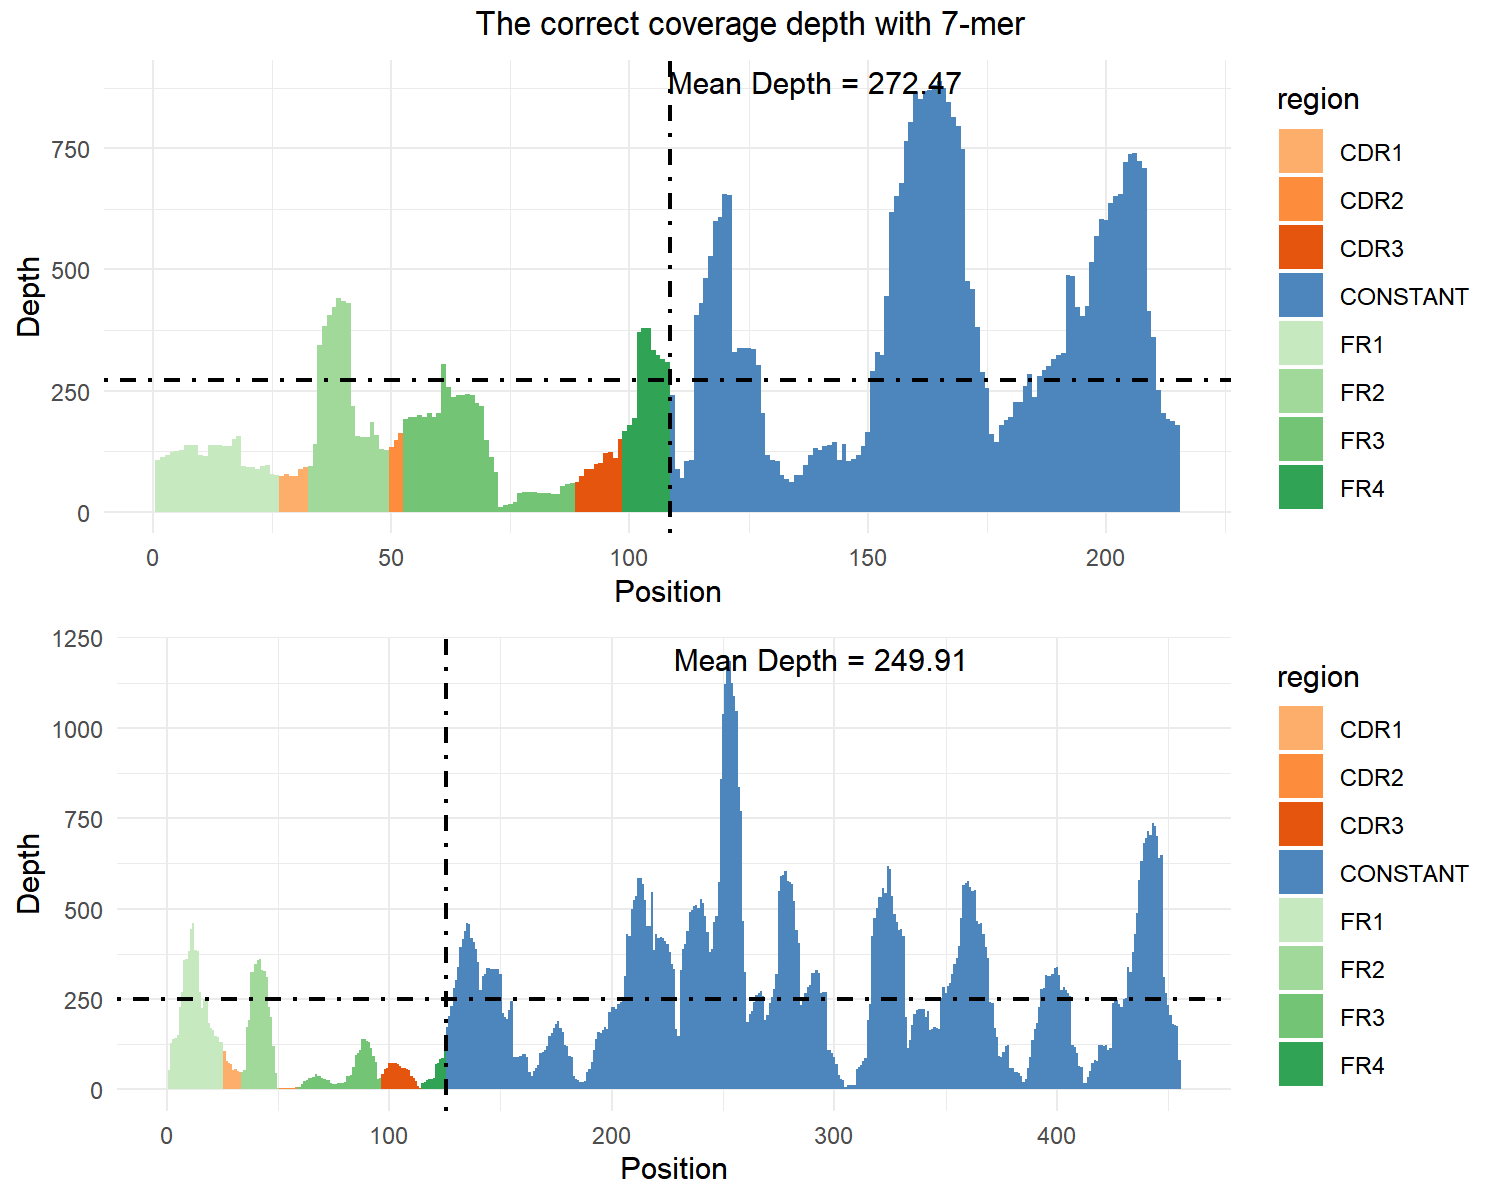 The correct coverage depth with 7-mer
Mean Depth = 272.47
Depth
750
500
250
0
0 50 100 150 200
Position
region
CDR1
CDR2
CDR3
CONSTANT
FR1
FR2
FR3
FR4
Mean Depth = 249.91
Depth
1250
1000
750
500
250
0
0 100 200 300 400
Position
region
CDR1
CDR2
CDR3
CONSTANT
FR1
FR2
FR3
FR4